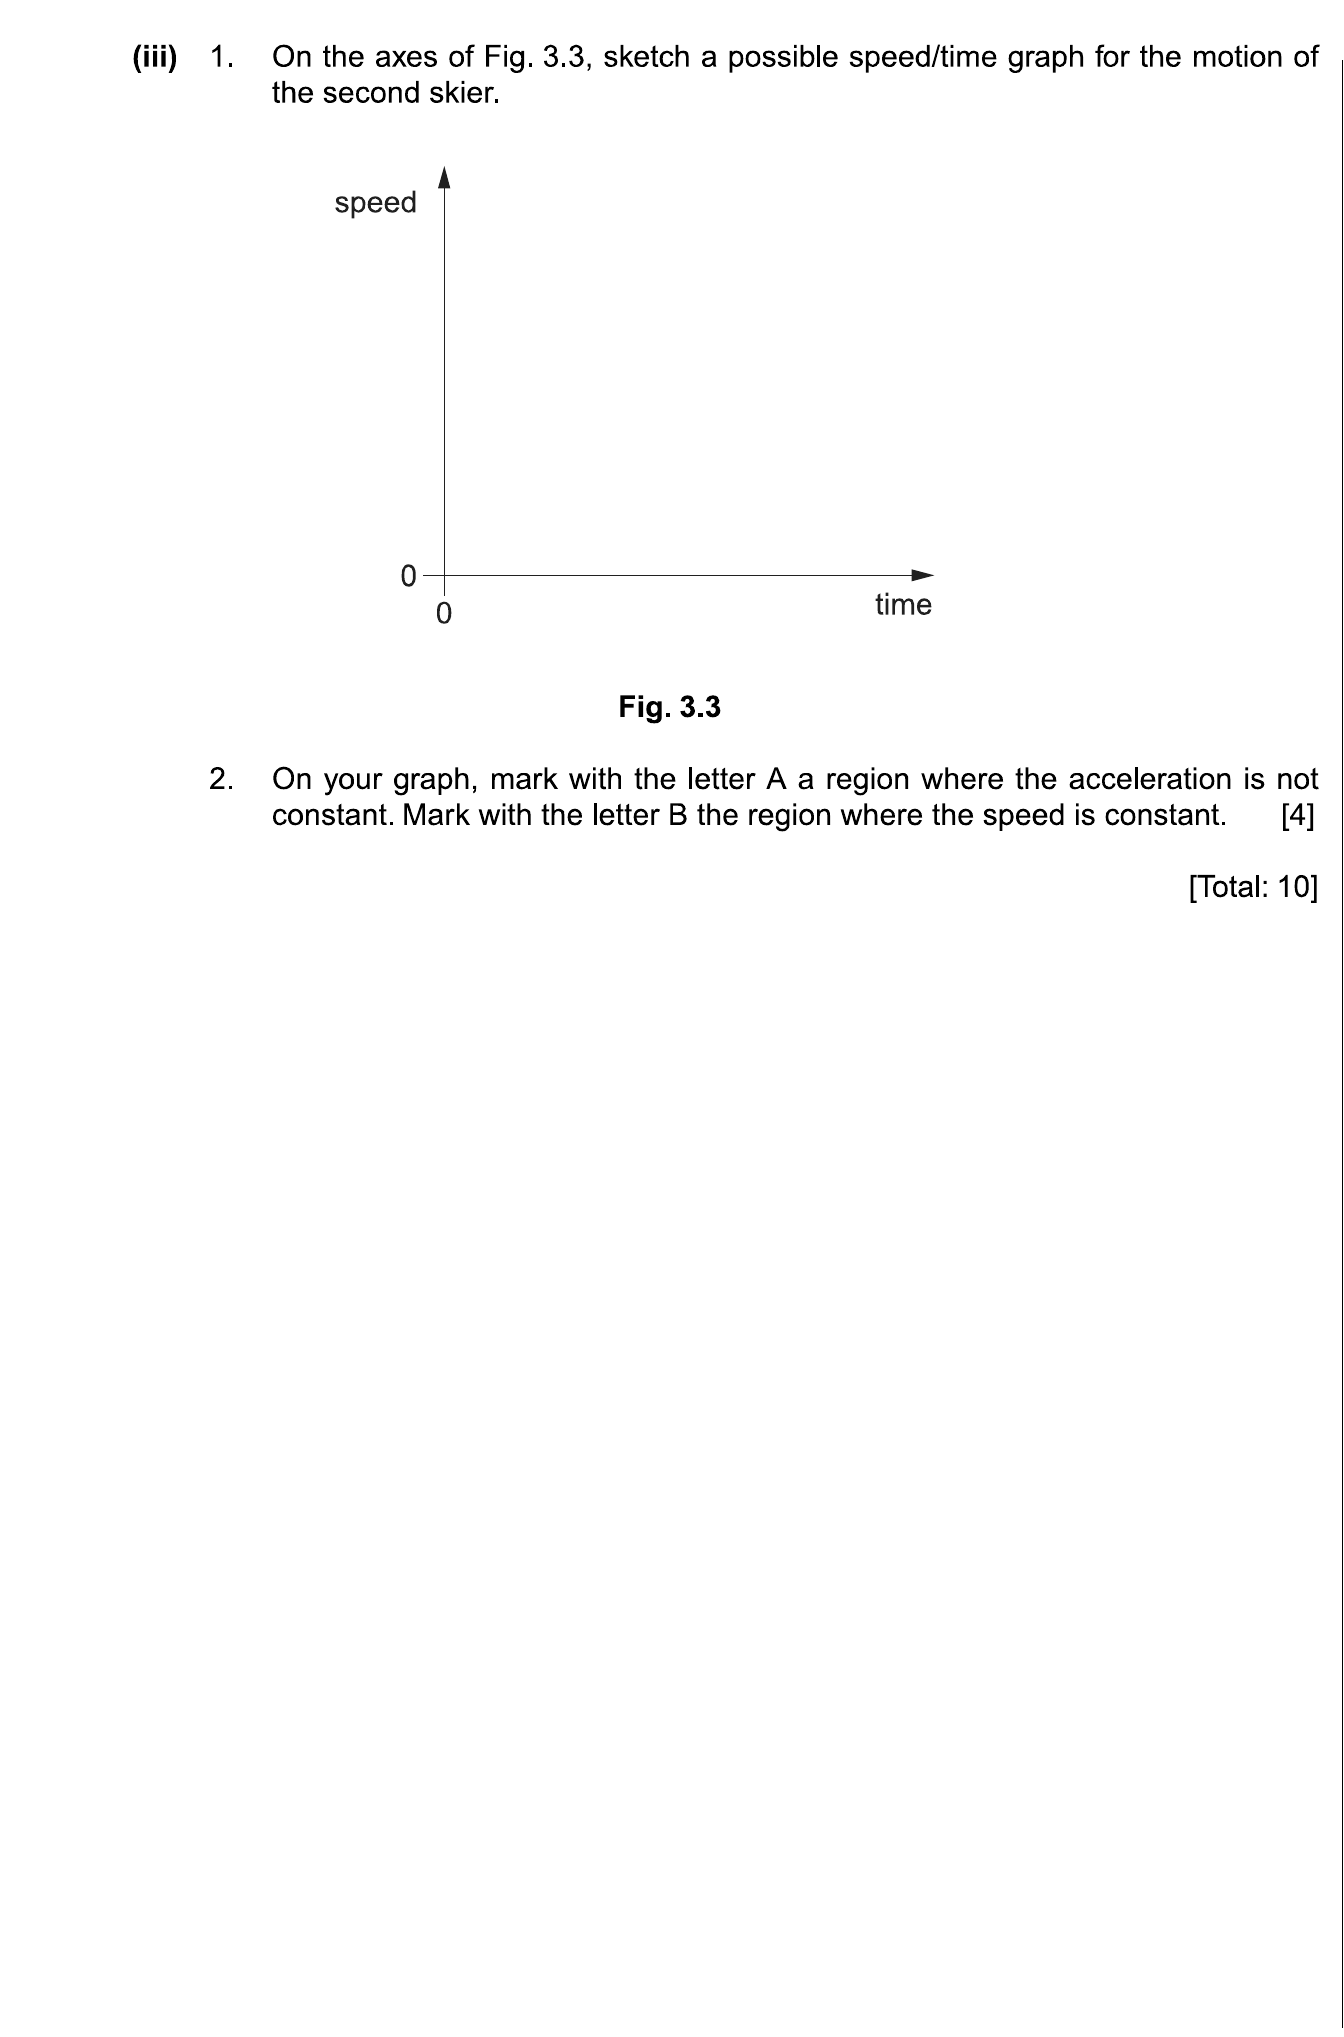 (iii) 1. On the axes of Fig. 3.3, sketch a possible speed/time graph for the motion of
the second skier.
speed
0
0
time
Fig. 3.3
2. On your graph, mark with the letter A a region where the acceleration is not
constant. Mark with the letter B the region where the speed is constant. [4]
[Total: 10]